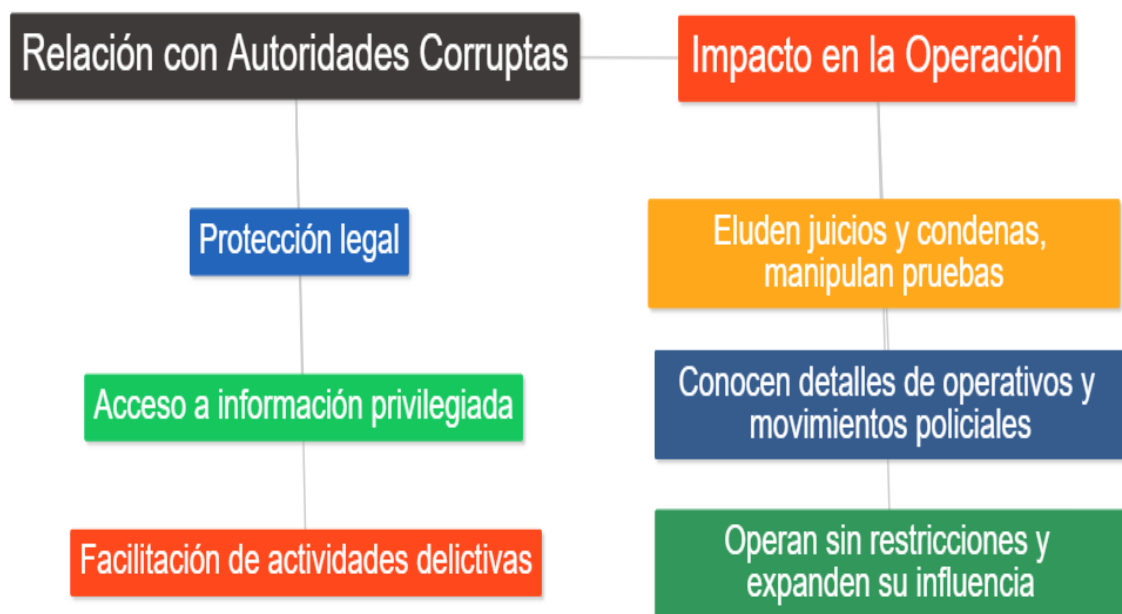 Relación con Autoridades Corruptas
Impacto en la Operación
Protección legal
Eluden juicios y condenas,
manipulan pruebas
Acceso a información privilegiada
Conocen detalles de operativos y
movimientos policiales
Facilitación de actividades delictivas
Operan sin restricciones y
expanden su influencia